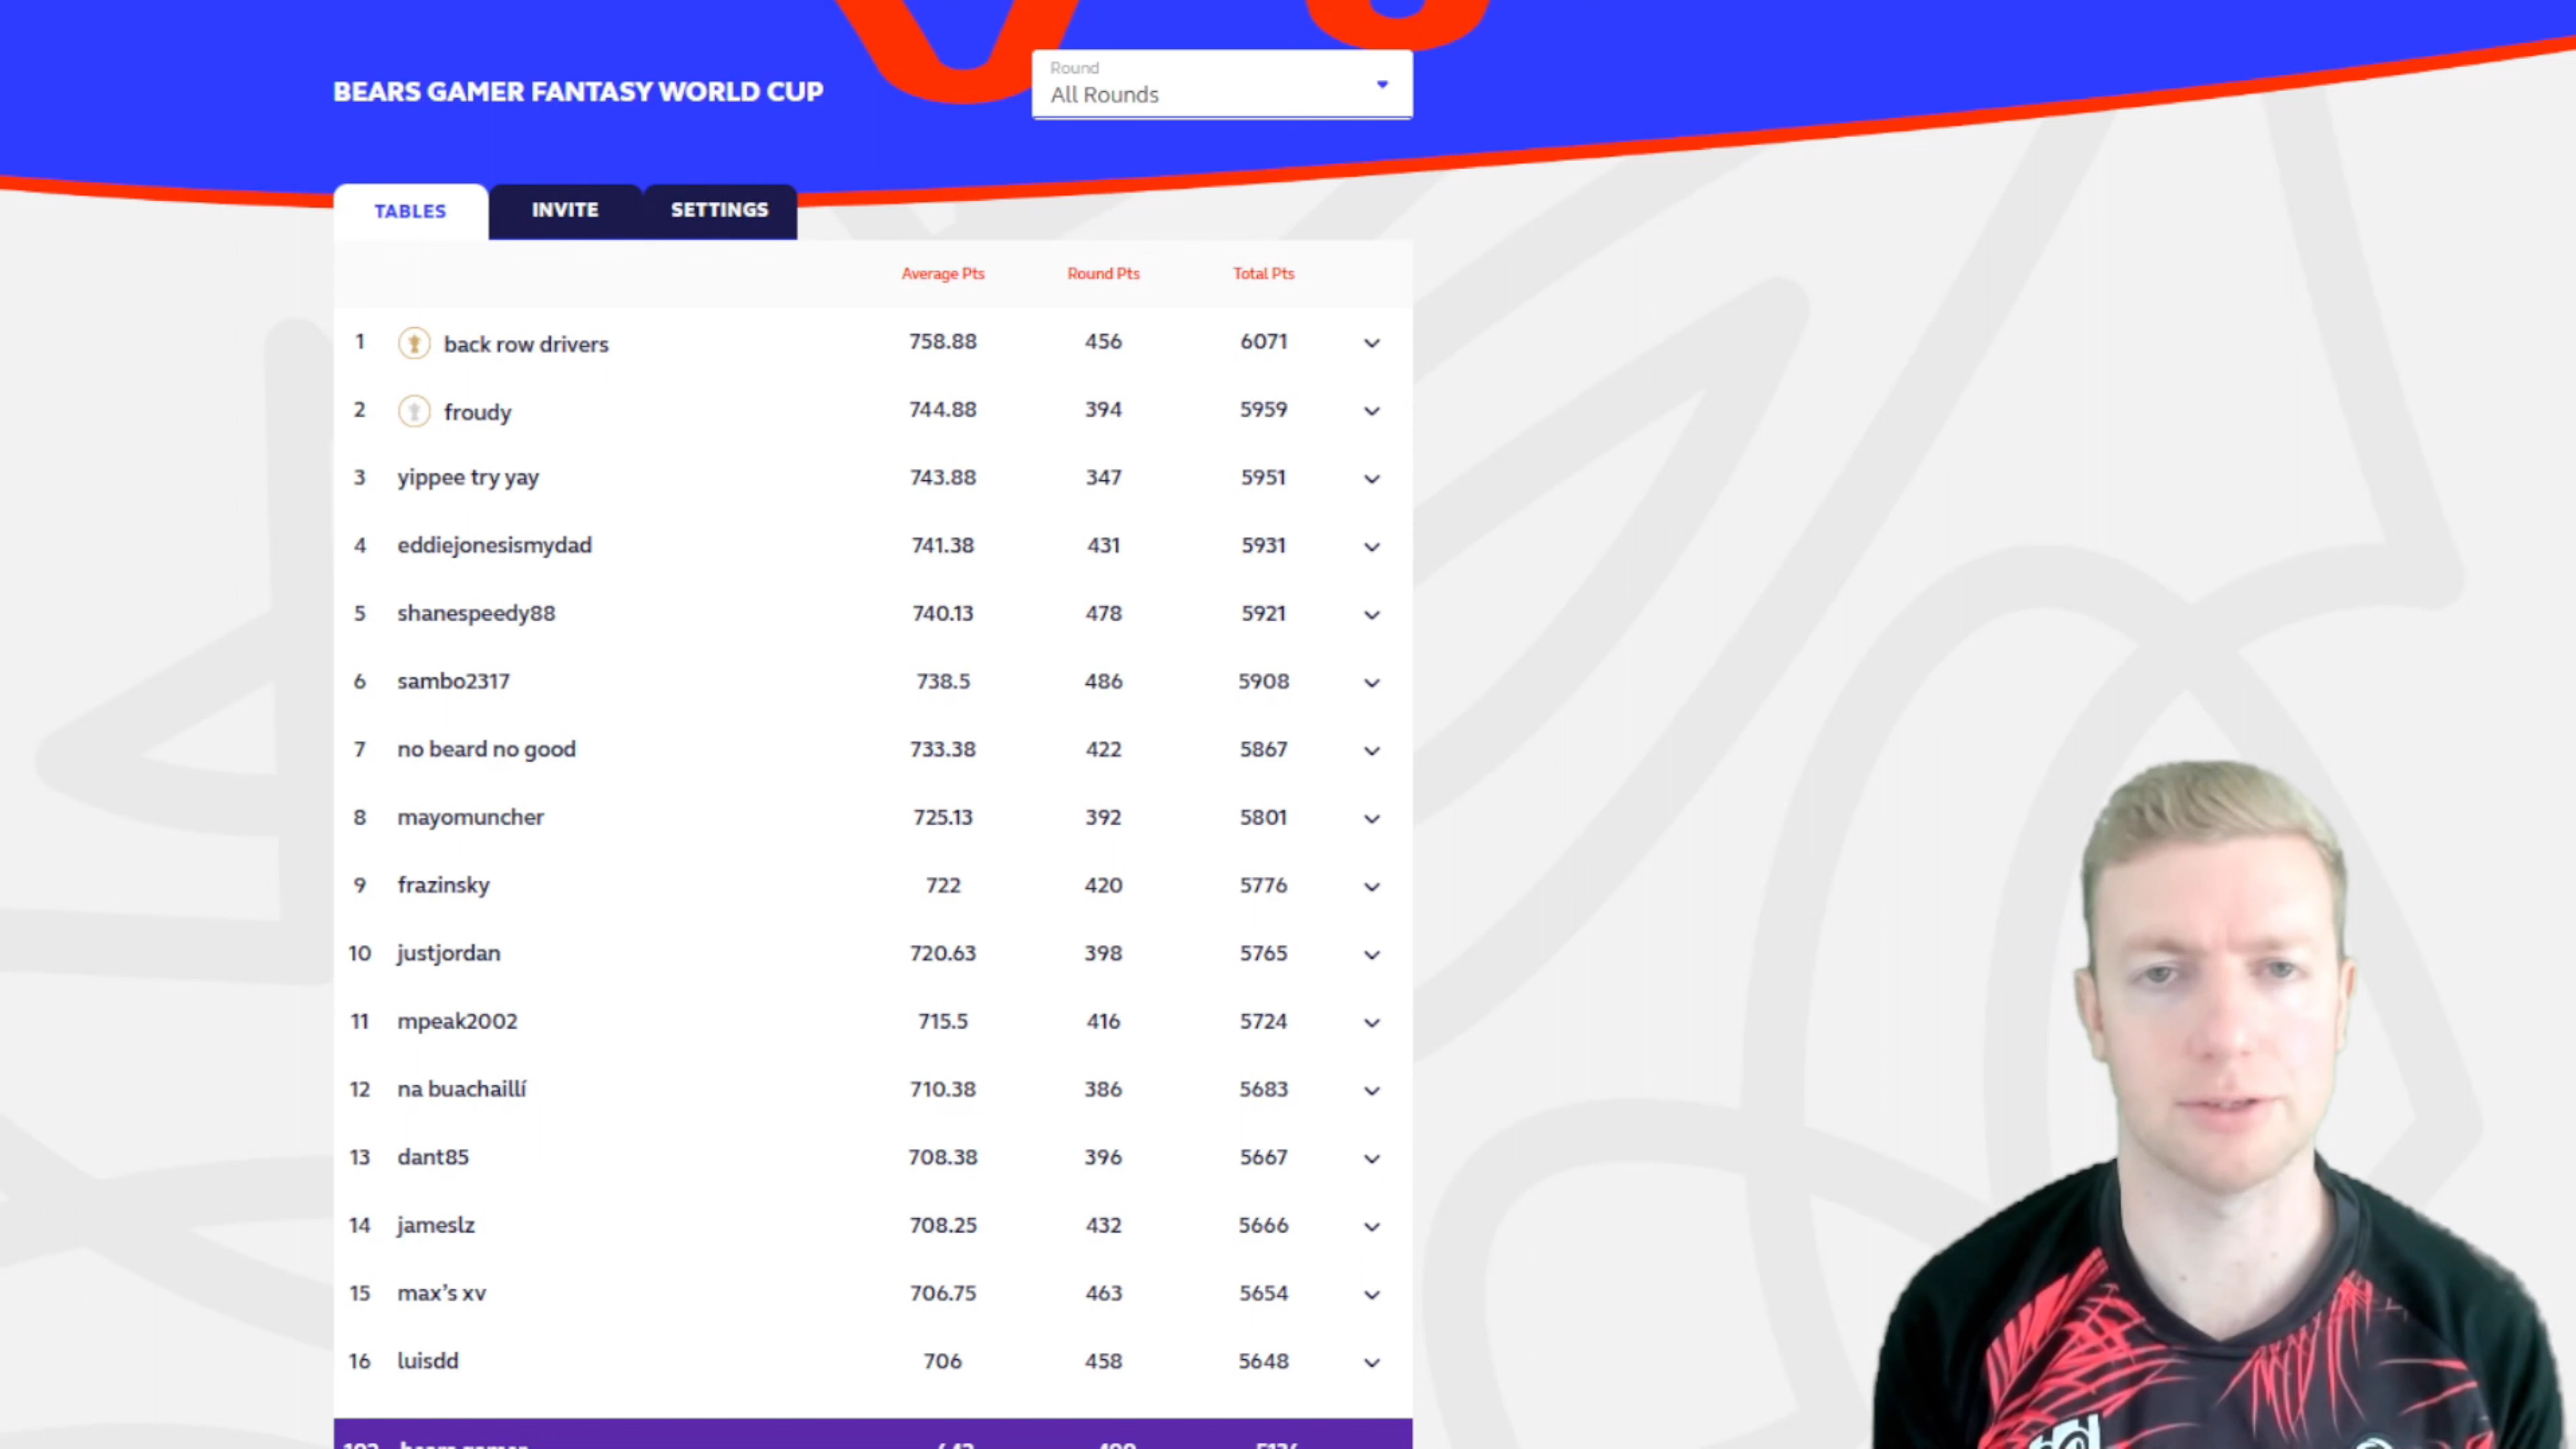 BEARS GAMER FANTASY WORLD CUP
Round
All Rounds
TABLES INVITE SETTINGS
Average Pts Round Pts Total Pts
1 back row drivers 758.88 456 6071
2 froudy 744.88 394 5959
3 yippee try yay 743.88 347 5951
4 eddiejonesismydad 741.38 431 5931
5 shanespeedy88 740.13 478 5921
6 sambo2317 738.5 486 5908
7 no beard no good 733.38 422 5867
8 mayomuncher 725.13 392 5801
9 frazinsky 722 420 5776
10 justjordan 720.63 398 5765
11 mpeak2002 715.5 416 5724
12 na buachaillí 710.38 386 5683
13 dant85 708.38 396 5667
14 jameslz 708.25 432 5666
15 max's xv 706.75 463 5654
16 luisdd 706 458 5648